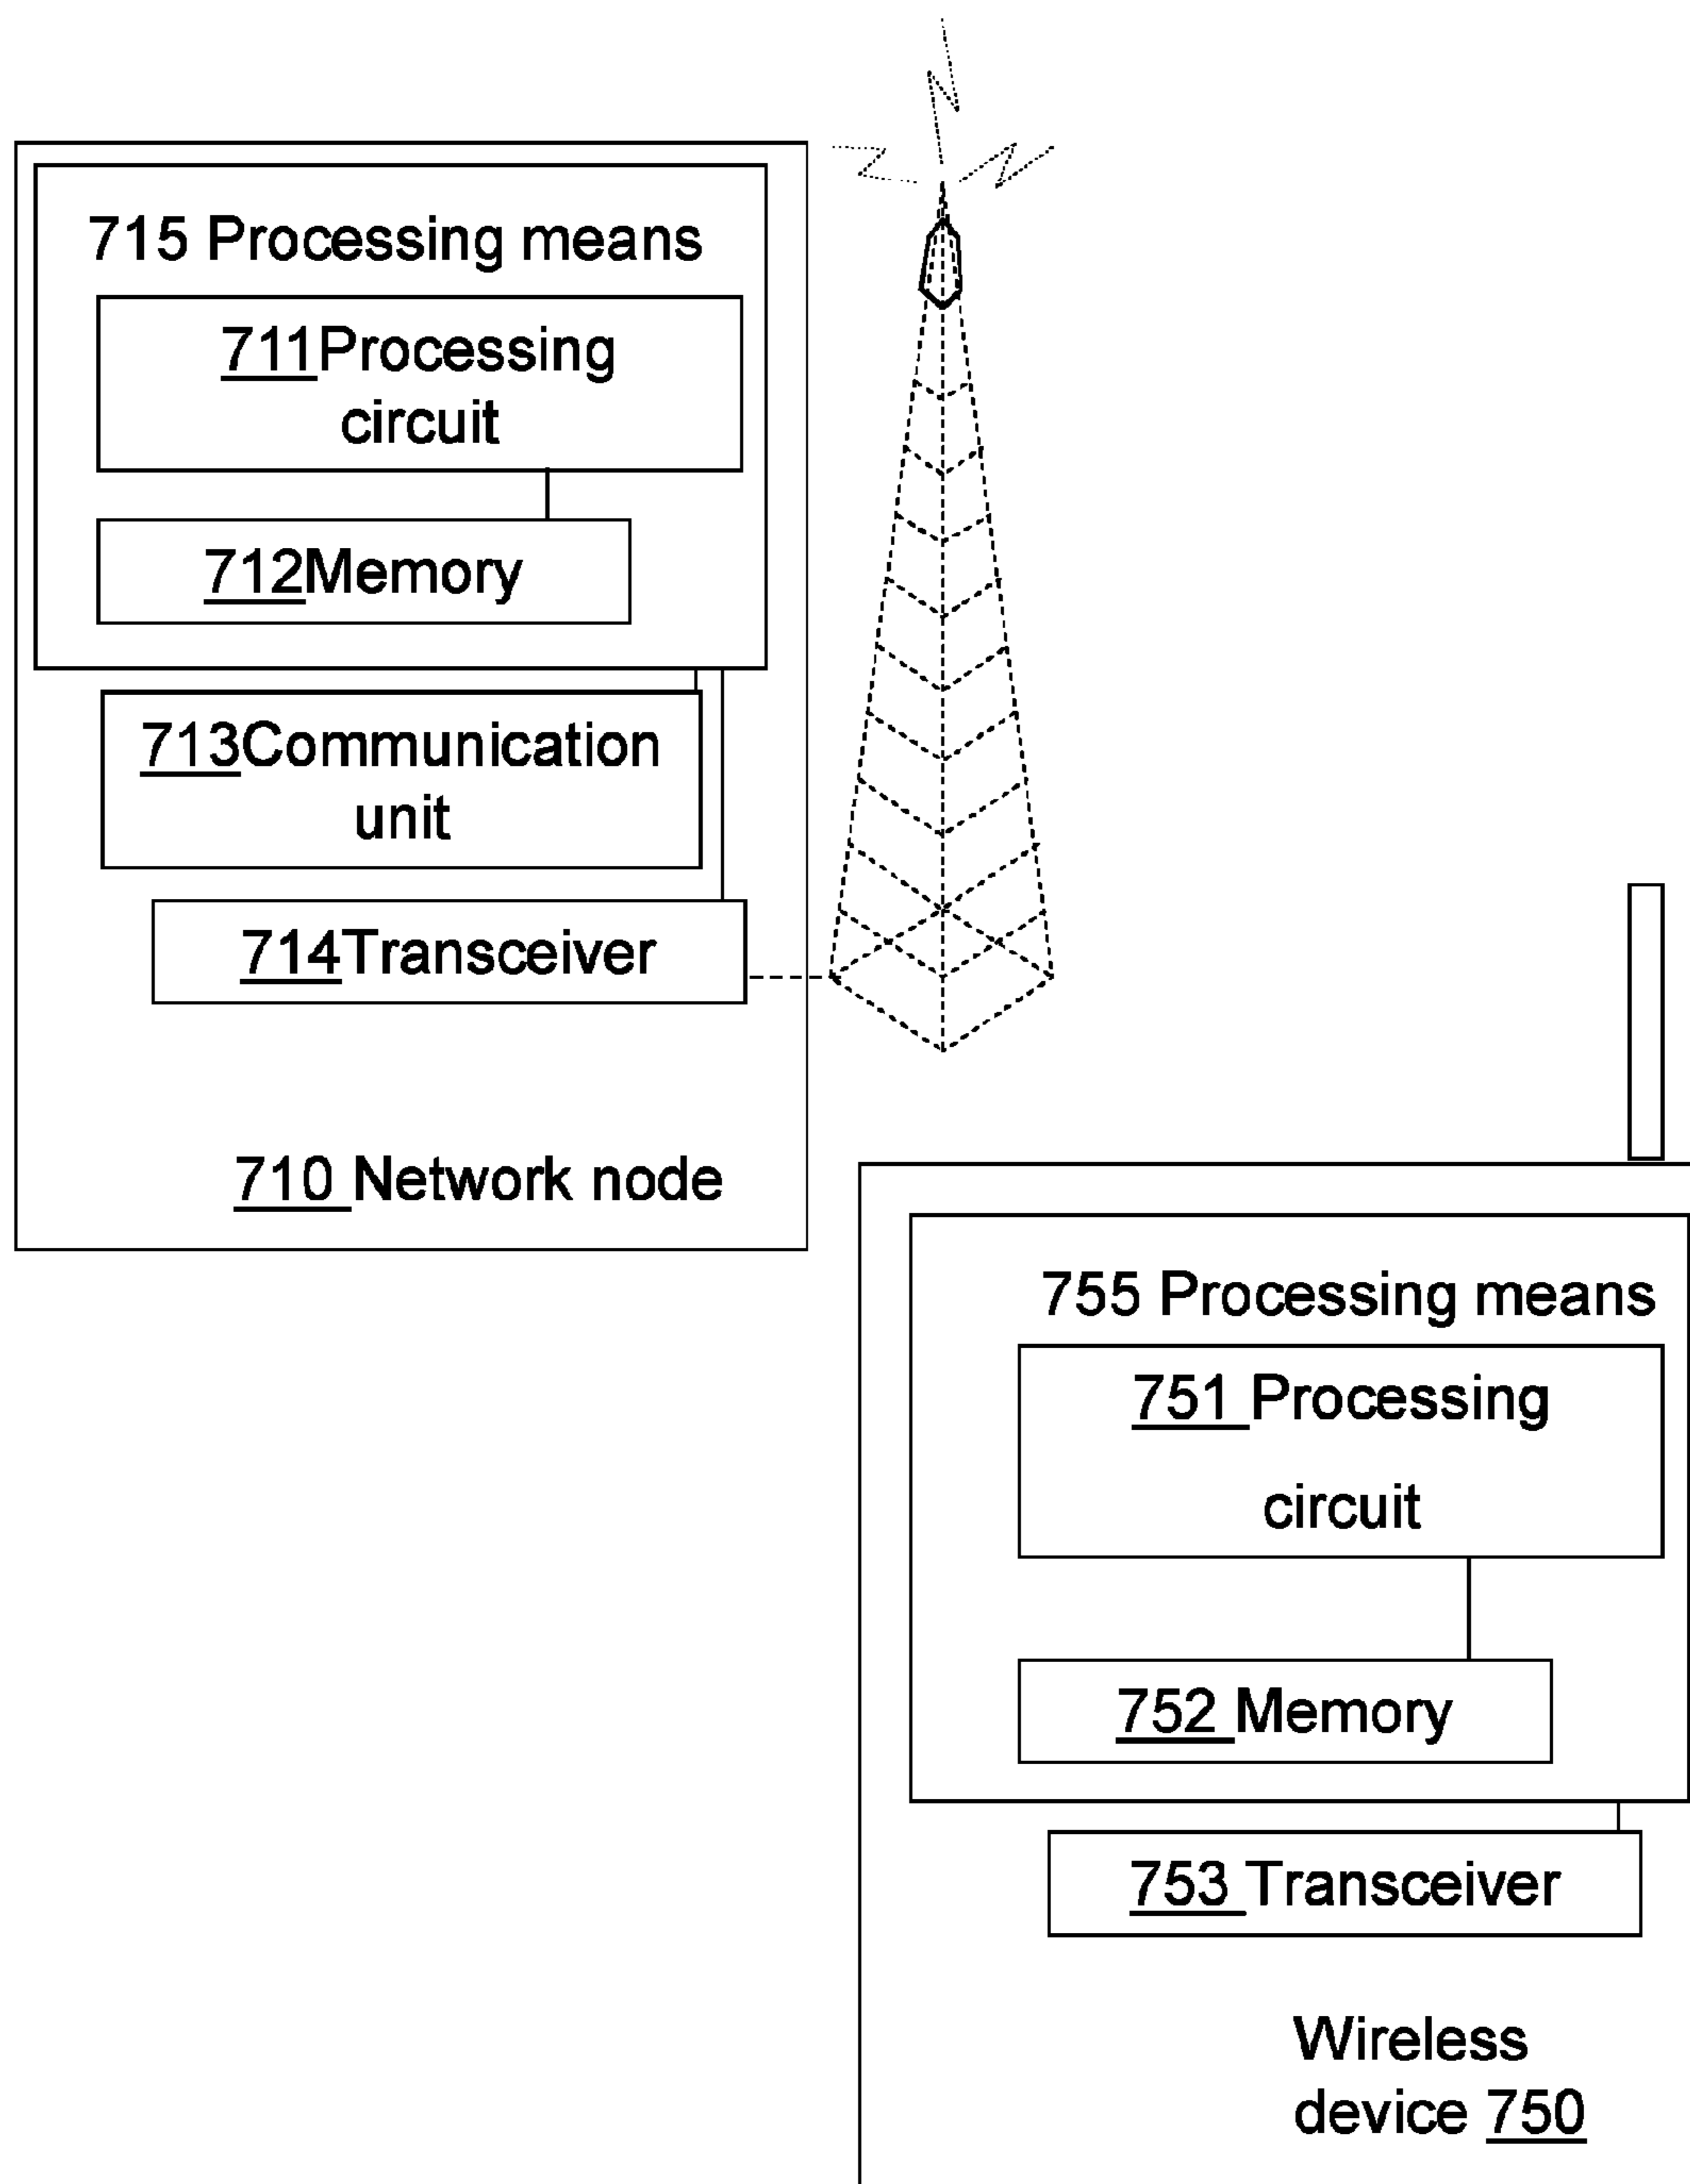 715 Processing means
711Processing
circuit
712Memory
713Communication
unit
714Transceiver
710 Network node
755 Processing means
751 Processing
circuit
752 Memory
753 Transceiver
Wireless
device 750